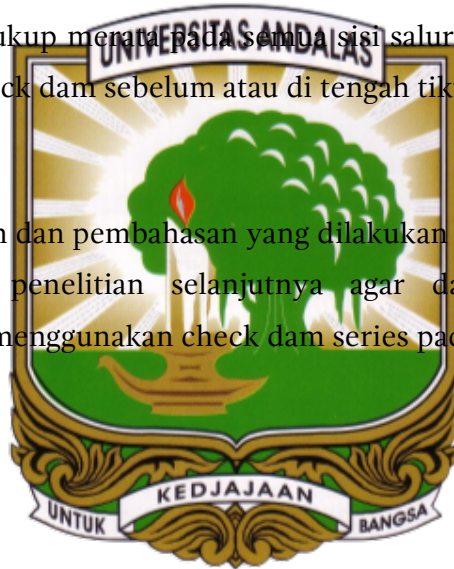 ukup merata pada semua sisi salur
UNIVERSITAS ANDALAS
ck dam sebelum atau di tengah tik
n dan pembahasan yang dilakukan
penelitian selanjutnya agar da
menggunakan check dam series pad
KEDJAJAAN
UNTUK BANGSA